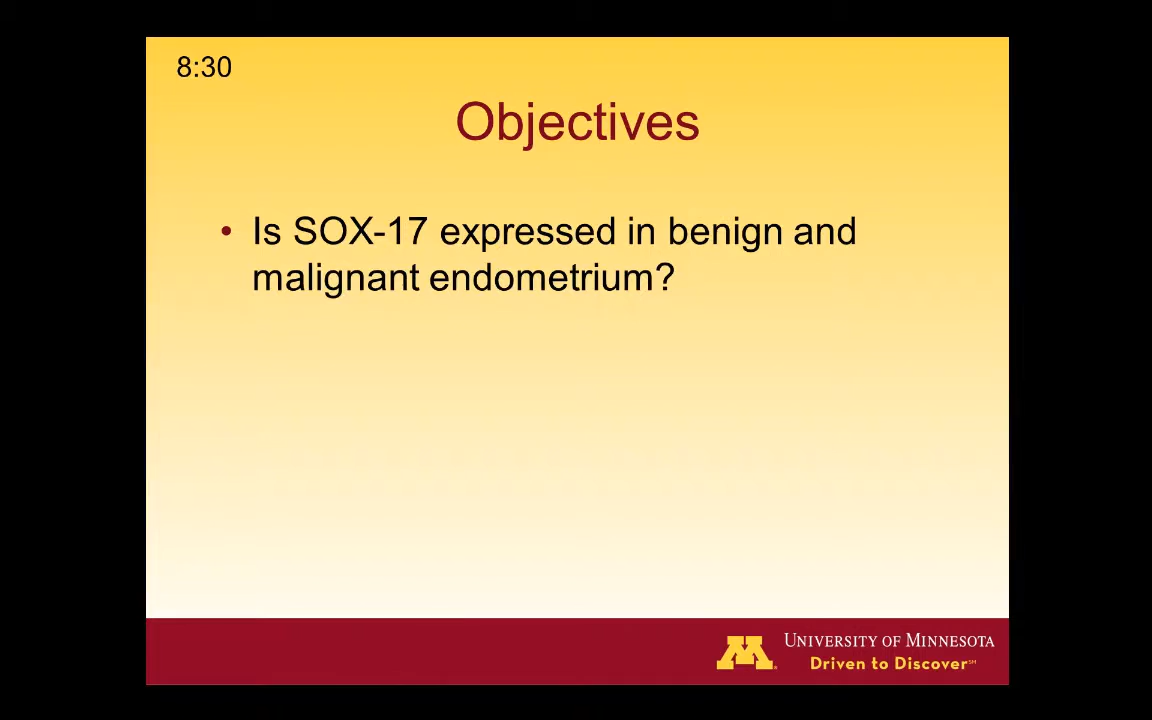 8:30
Objectives
• Is SOX-17 expressed in benign and
malignant endometrium?
UNIVERSITY OF MINNESOTA
Driven to Discover℠